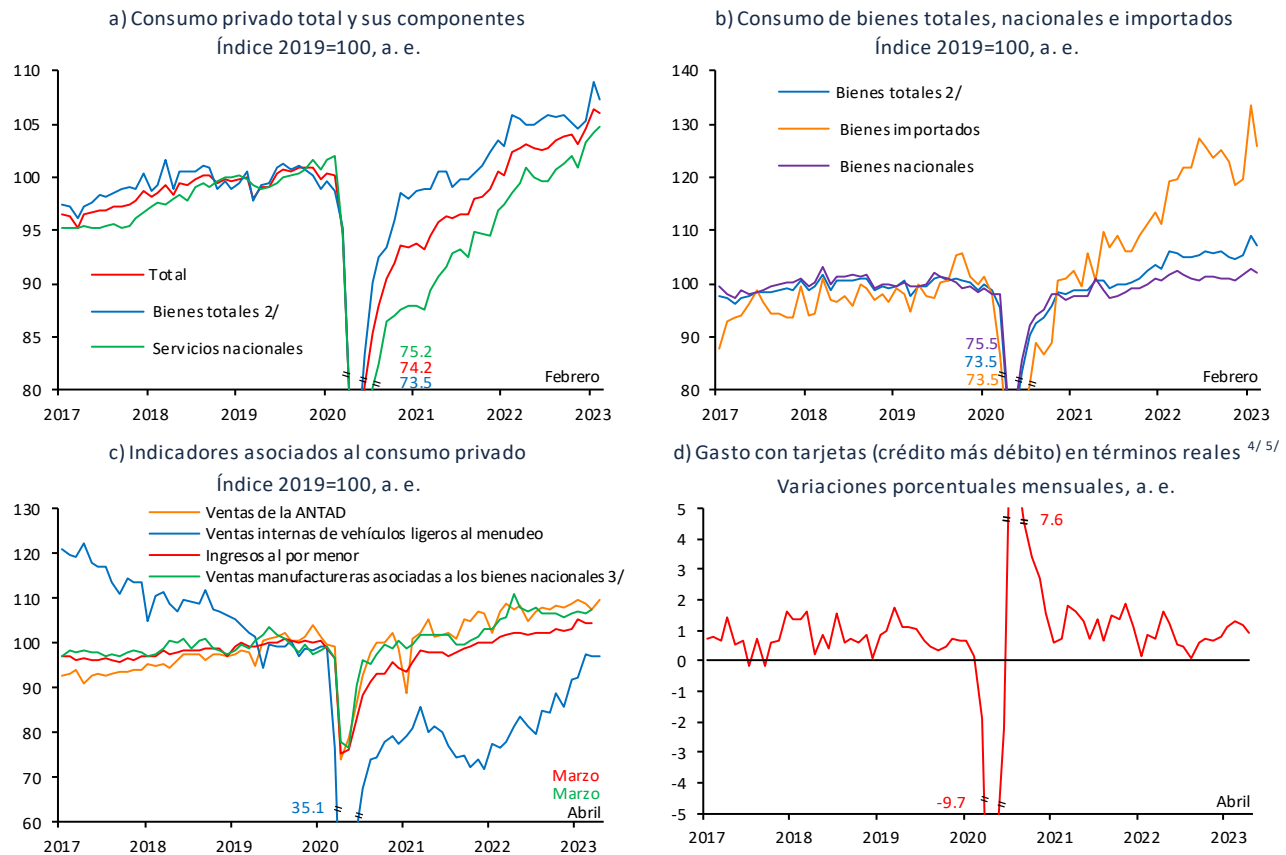 a) Consumo privado total y sus componentes
Índice 2019=100, a. e.
110
105
100
95
90
85
80
Total
Bienes totales 2/
Servicios nacionales
75.2
74.2
73.5
Febrero
2017 2018 2019 2020 2021 2022 2023
b) Consumo de bienes totales, nacionales e importados
Índice 2019=100, a. e.
140
130
120
110
100
90
80
Bienes totales 2/
Bienes importados
Bienes nacionales
75.5
73.5
73.5
Febrero
2017 2018 2019 2020 2021 2022 2023
c) Indicadores asociados al consumo privado
Índice 2019=100, a. e.
130
120
110
100
90
80
70
60
Ventas de la ANTAD
Ventas internas de vehículos ligeros al menudeo
Ingresos al por menor
Ventas manufactureras asociadas a los bienes nacionales 3/
35.1
Marzo
Marzo
Abril
2017 2018 2019 2020 2021 2022 2023
d) Gasto con tarjetas (crédito más débito) en términos reales 4/ 5/
Variaciones porcentuales mensuales, a. e.
5
4
3
2
1
0
-1
-2
-3
-4
-5
7.6
-9.7
Abril
2017 2018 2019 2020 2021 2022 2023